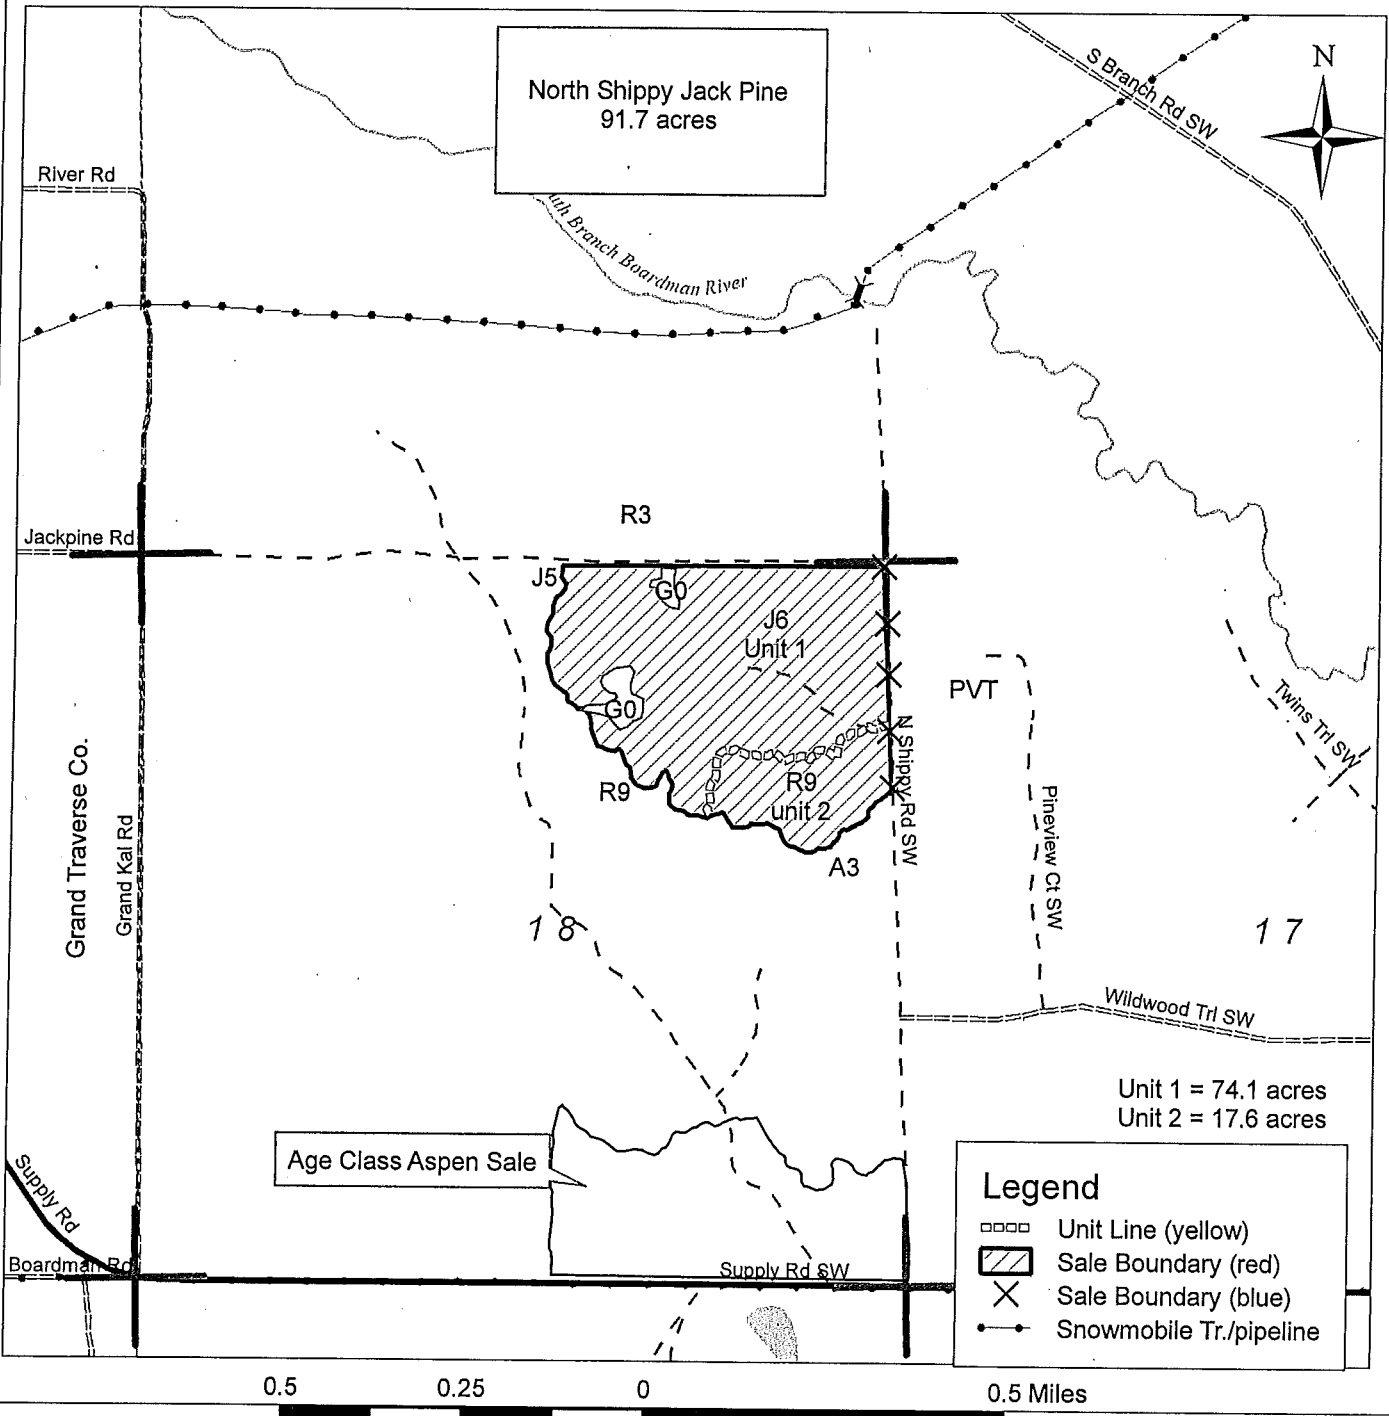 North Shippy Jack Pine
91.7 acres
N
S Branch Rd SW
River Rd
uth Branch Boardman River
R3
Jackpine Rd
J5
G0
J6
Unit 1
PVT
G0
Twins Trl SW
N Shippy Rd SW
R9
R9
unit 2
Pineview Ct SW
Grand Traverse Co.
Grand Kal Rd
A3
1 8
1 7
Wildwood Trl SW
Unit 1 = 74.1 acres
Unit 2 = 17.6 acres
Age Class Aspen Sale
Supply Rd
Boardman Rd
Supply Rd SW
Legend
Unit Line (yellow)
Sale Boundary (red)
Sale Boundary (blue)
Snowmobile Tr./pipeline
0.5 0.25 0 0.5 Miles